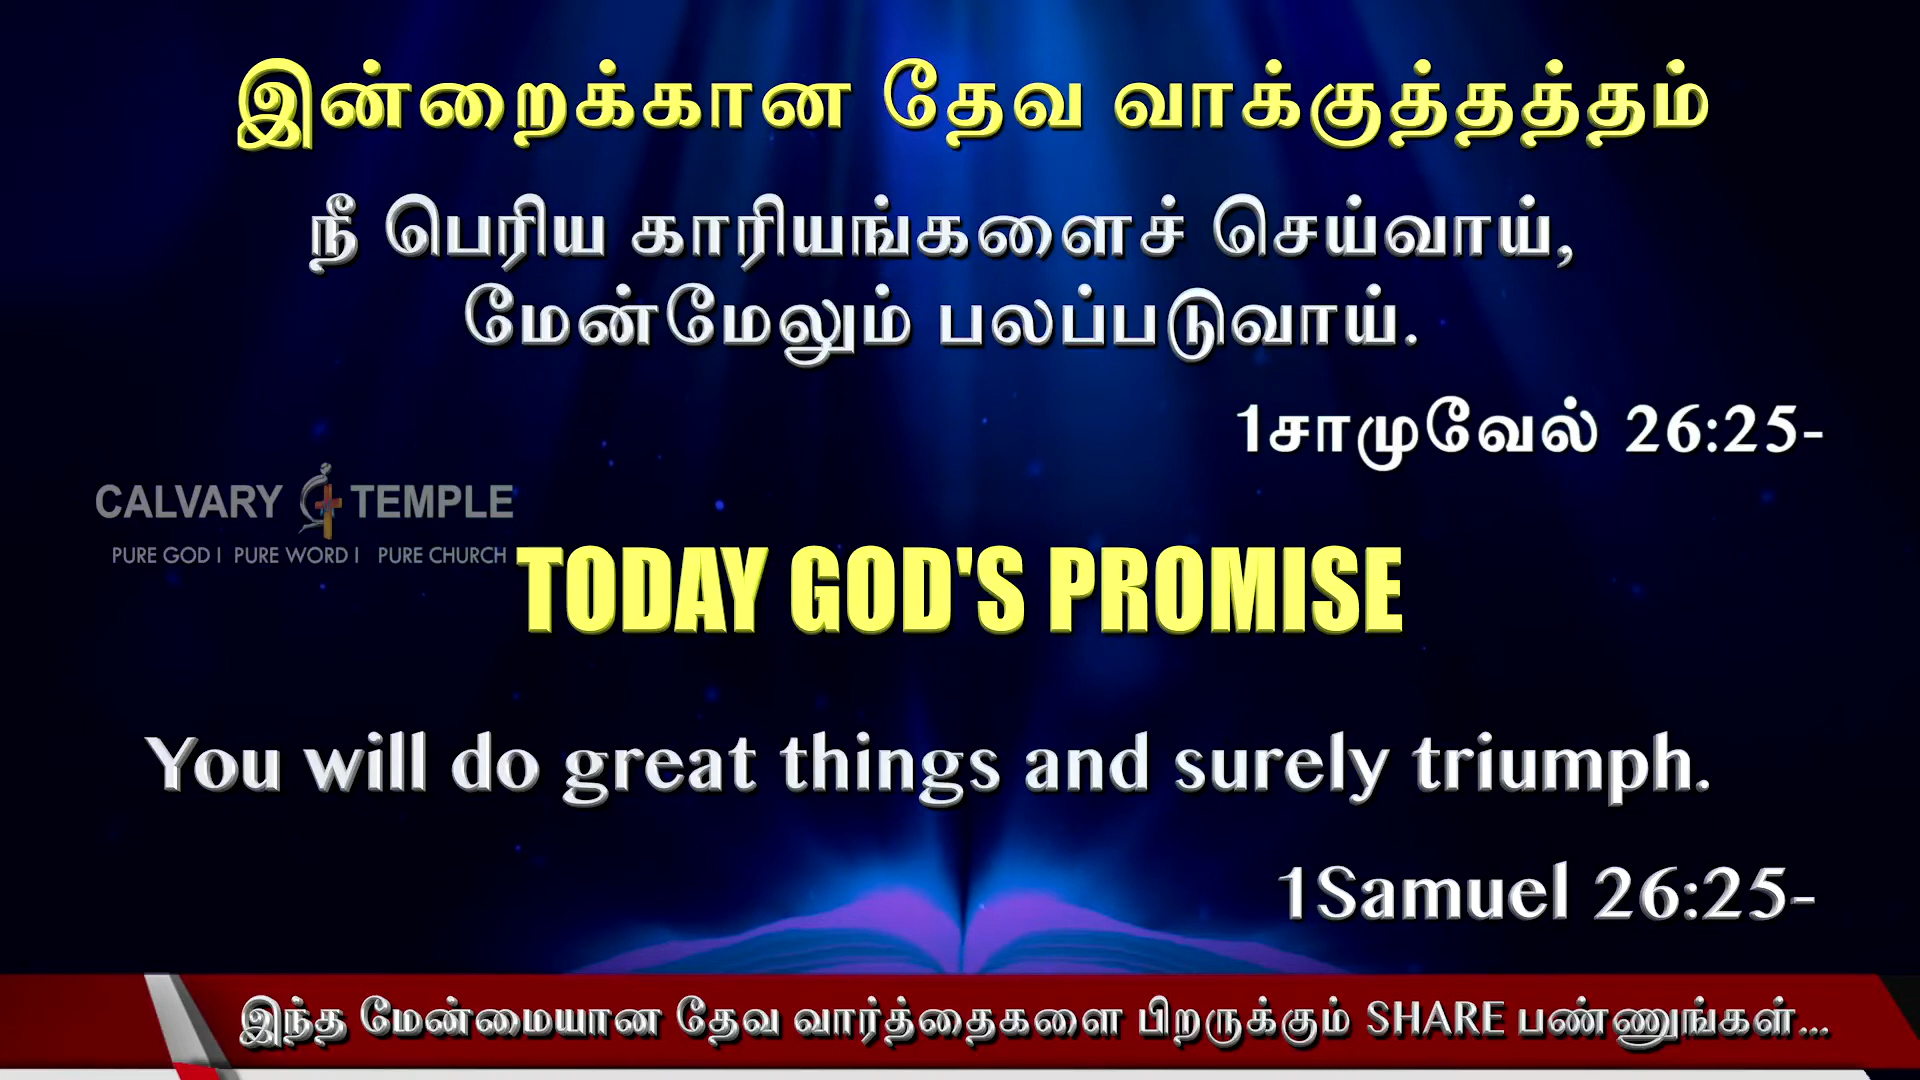 இன்றைக்கான தேவ வாக்குத்தத்தம்
நீ பெரிய காரியங்களைச் செய்வாய்,
மேன்மேலும் பலப்படுவாய்.
1சாமுவேல் 26:25-
CALVARY TEMPLE
PURE GOD I PURE WORD I PURE CHURCH
TODAY GOD'S PROMISE
You will do great things and surely triumph.
1Samuel 26:25-
இந்த மேன்மையான தேவ வார்த்தைகளை பிறருக்கும் SHARE பண்ணுங்கள்...